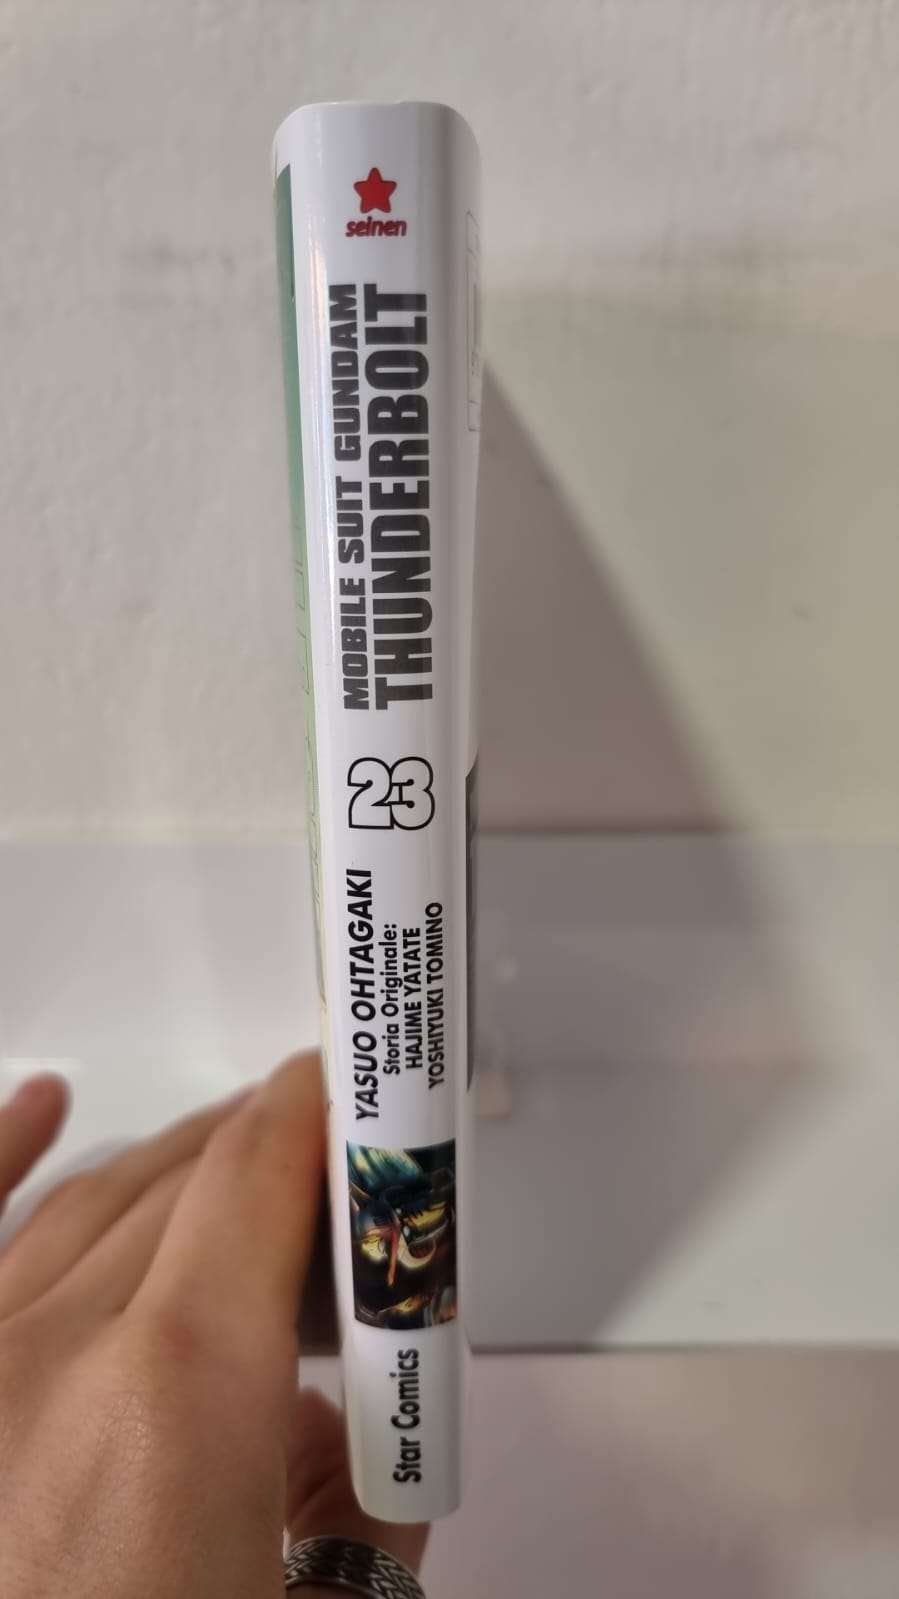 seinen
MOBILE SUIT GUNDAM
THUNDERBOLT
23
YASUO OHTAGAKI
Storia Originale:
HAJIME YATATE
YOSHIYUKI TOMINO
Star Comics